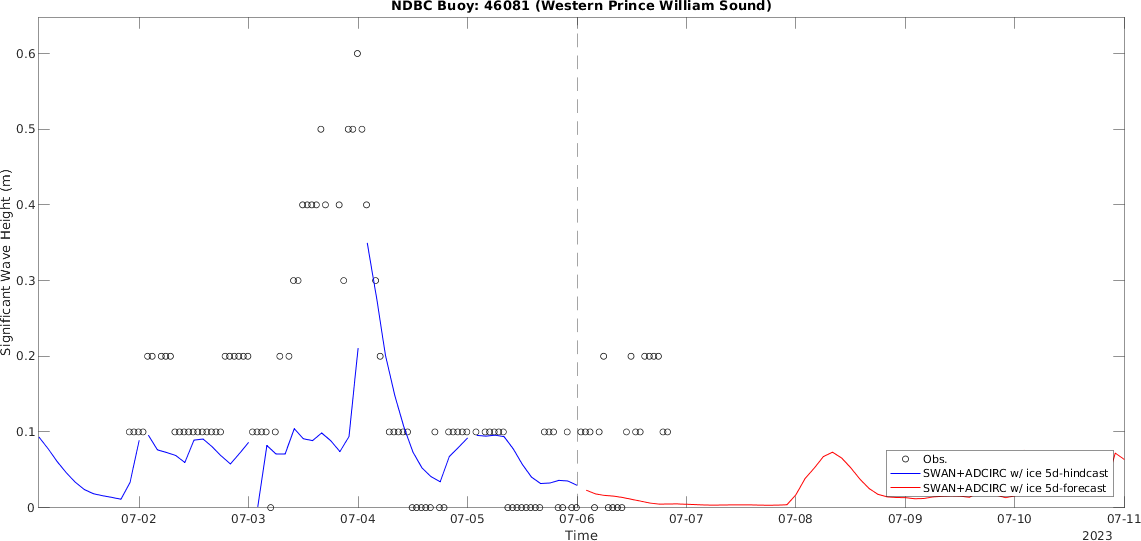 NDBC Buoy: 46081 (Western Prince William Sound)
Significant Wave Height (m)
0.6
0.5
0.4
0.3
0.2
0.1
0
Obs.
SWAN+ADCIRC w/ ice 5d-hindcast
SWAN+ADCIRC w/ ice 5d-forecast
07-02 07-03 07-04 07-05 07-06 07-07 07-08 07-09 07-10 07-11
Time
2023